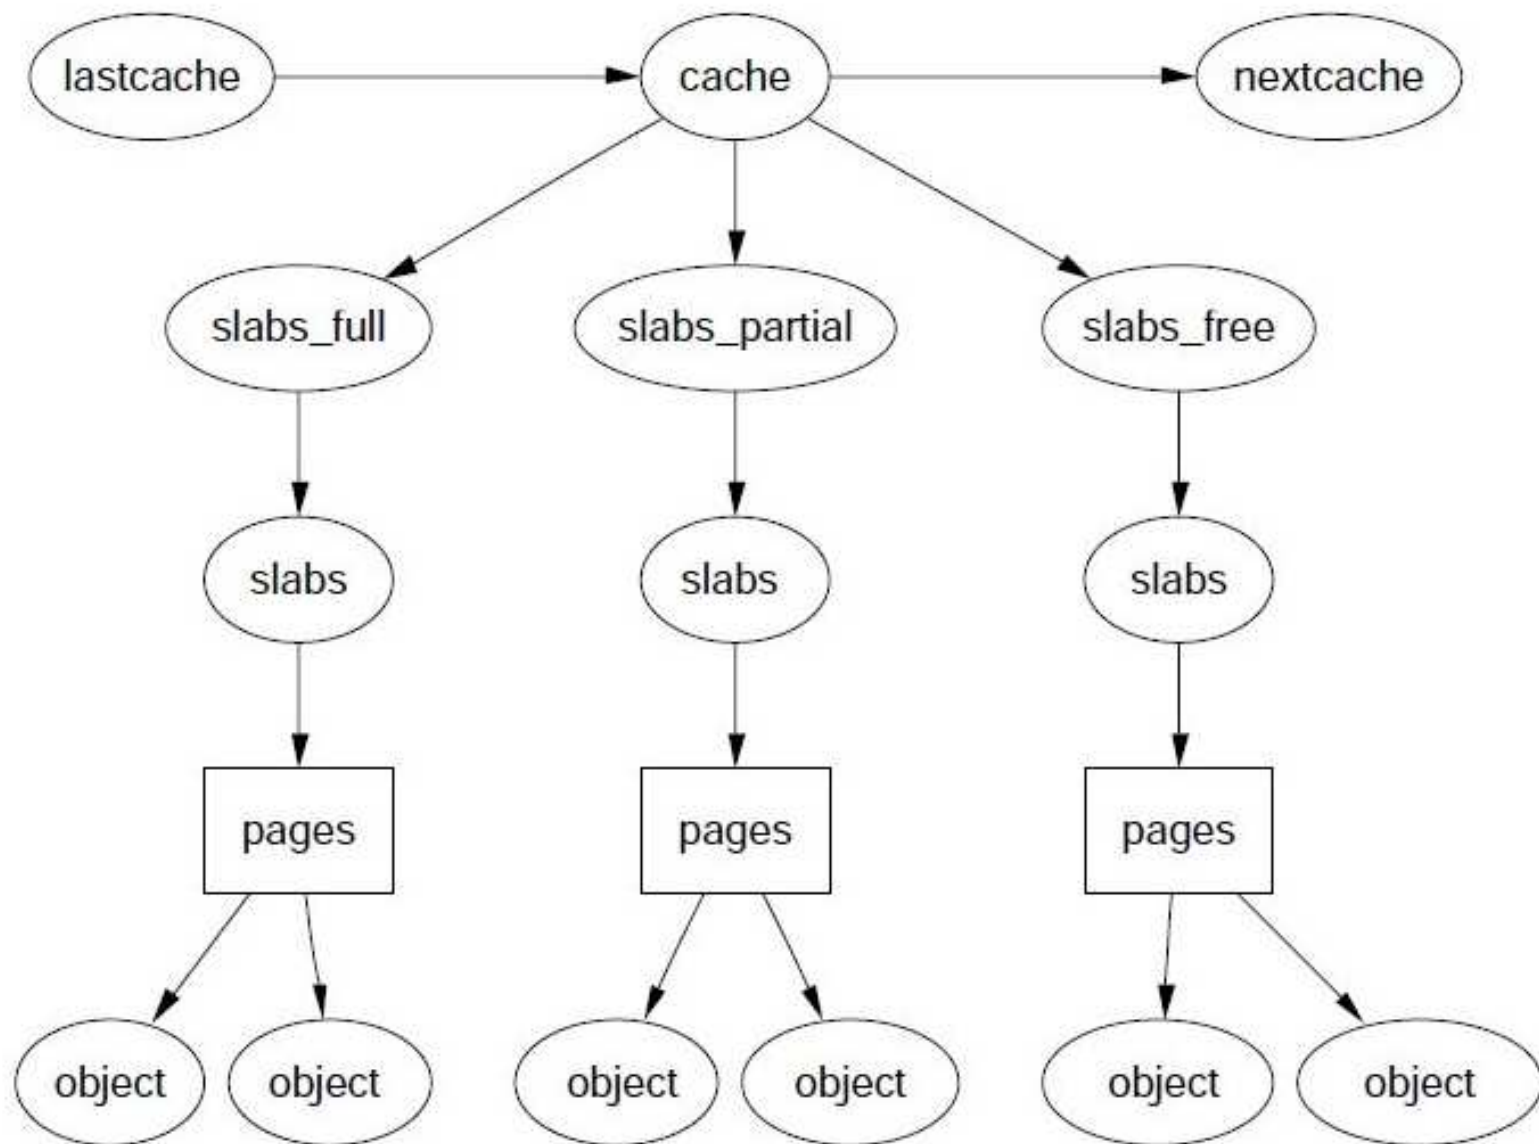 lastcache cache nextcache
slabs_full slabs_partial slabs_free
slabs slabs slabs
pages pages pages
object object object object object object